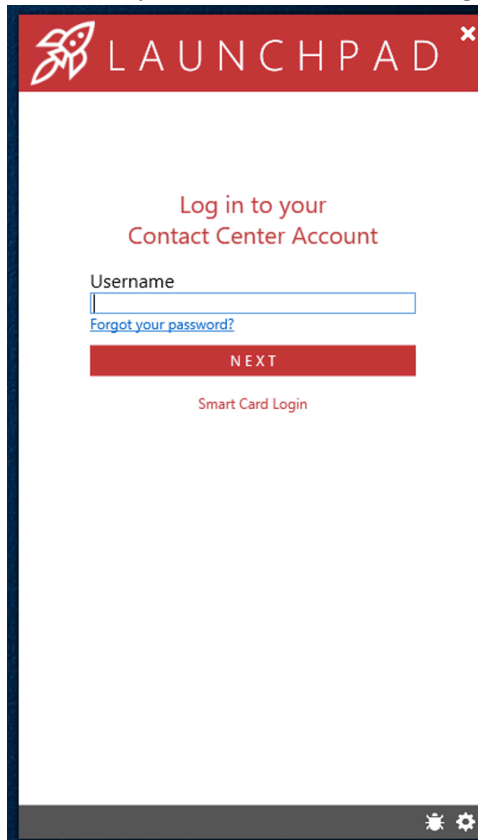 LAUNCHPAD
Log in to your
Contact Center Account
Username
Forgot your password?
NEXT
Smart Card Login